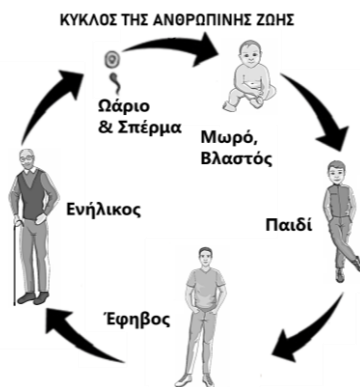 ΚΥΚΛΟΣ ΤΗΣ ΑΝΘΡΩΠΙΝΗΣ ΖΩΗΣ
Ωάριο
& Σπέρμα
Μωρό,
Βλαστός
Παιδί
Έφηβος
Ενήλικος